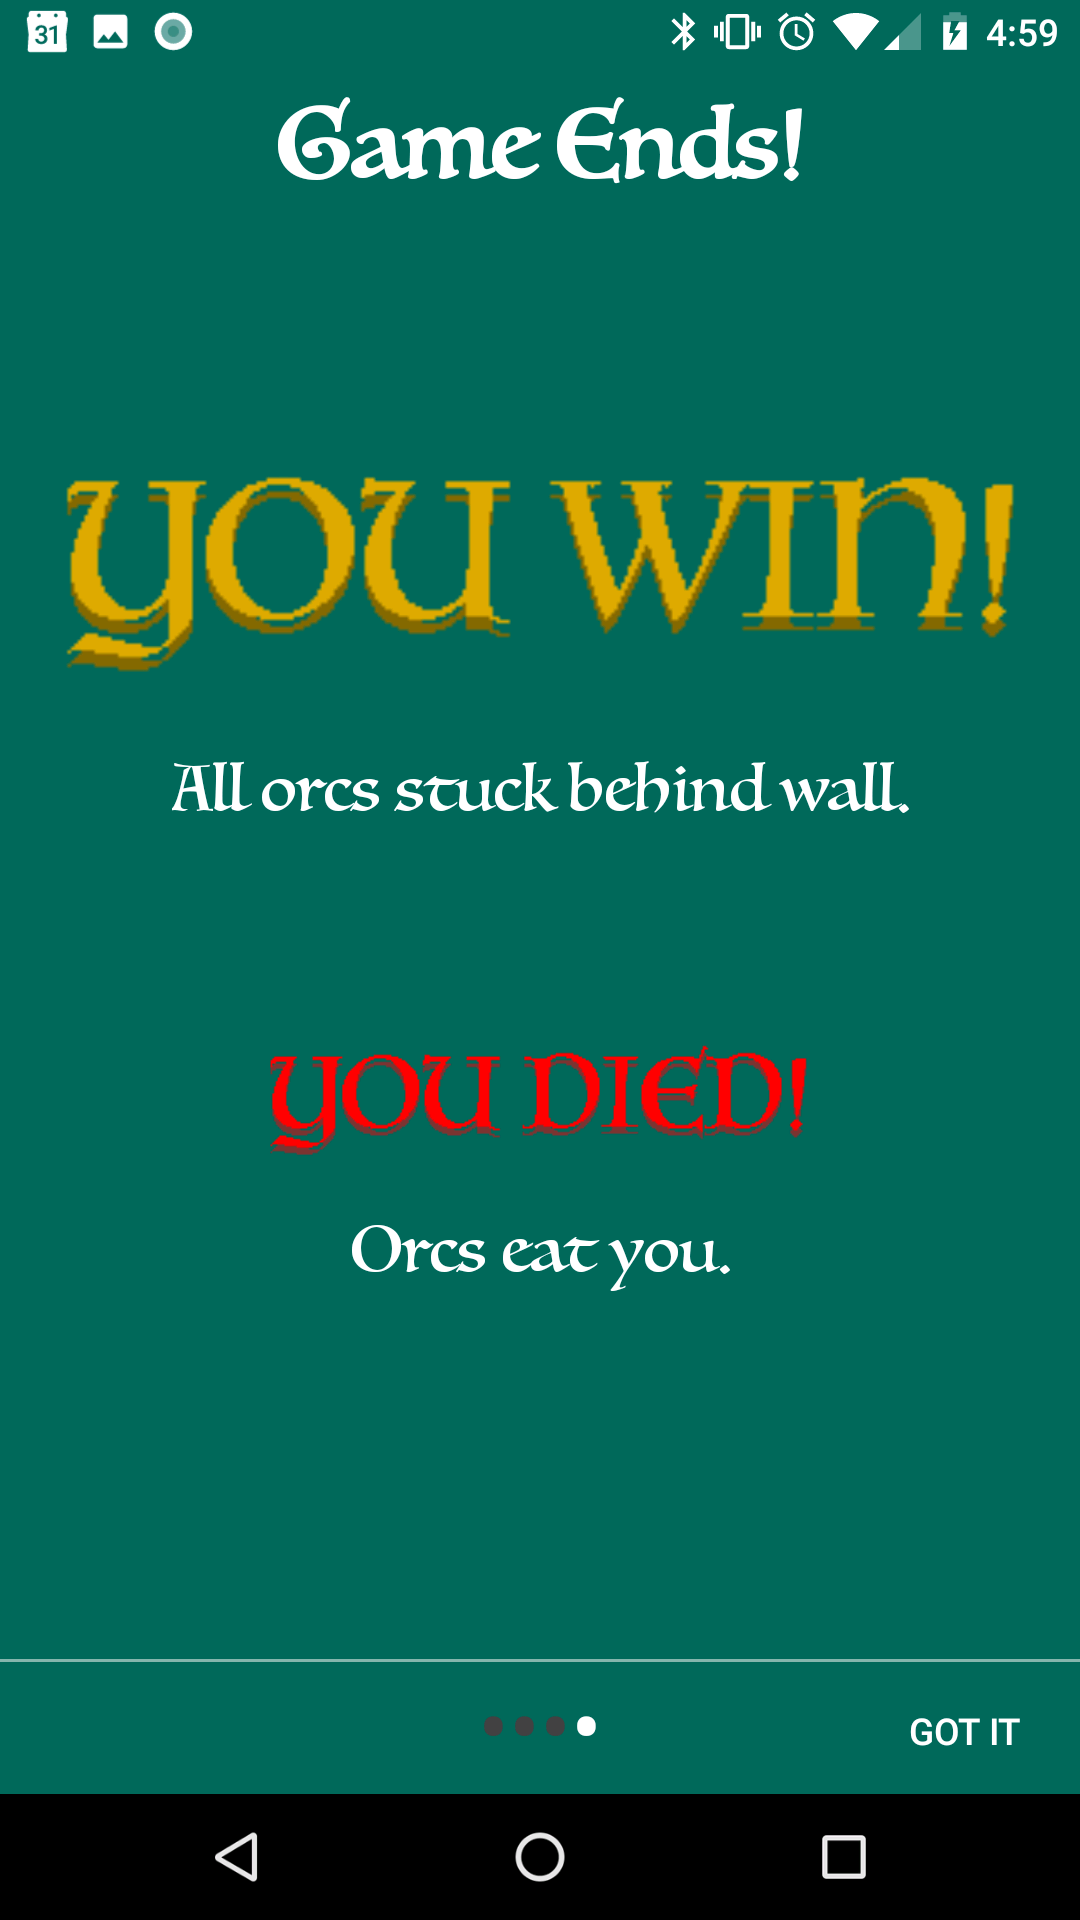 31
4:59
Game Ends!
YOU WIN!
All orcs stuck behind wall.
YOU DIED!
Orcs eat you.
GOT IT